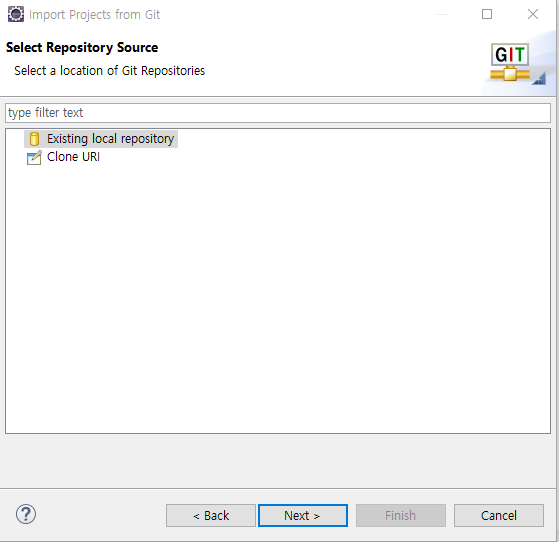 Import Projects from Git
Select Repository Source
Select a location of Git Repositories
GIT
type filter text
Existing local repository
Clone URI
?
< Back
Next >
Finish
Cancel